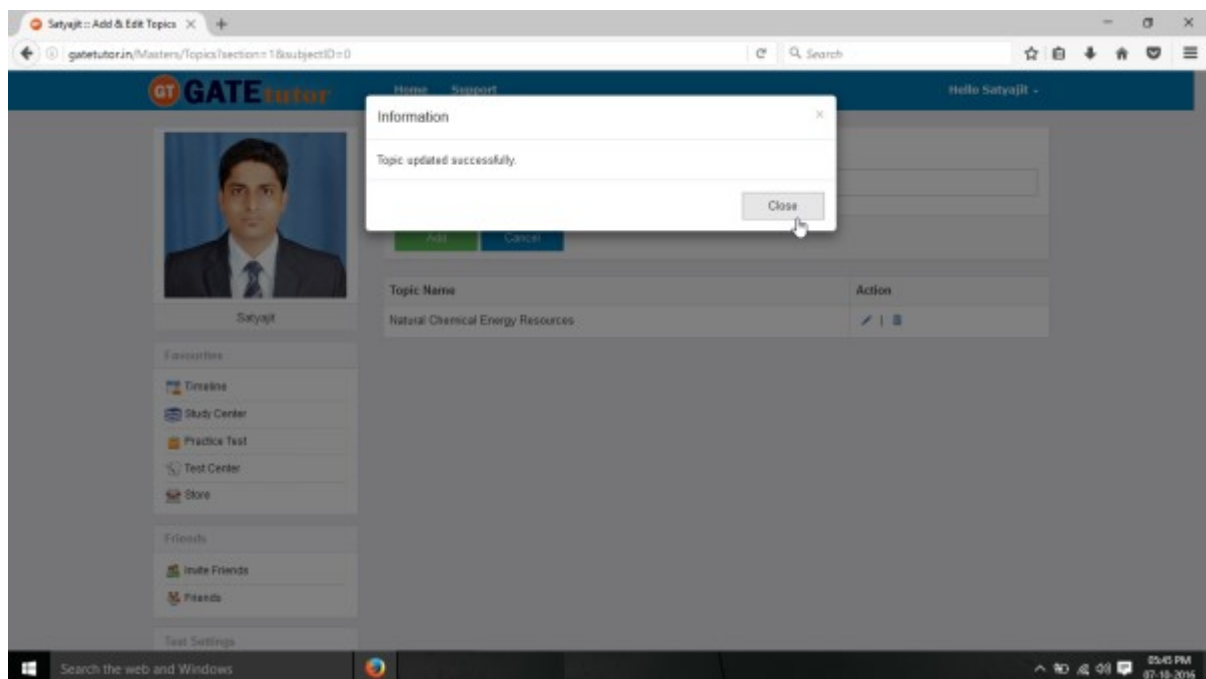 Satyajit :: Add & Edit Topics
gatetutor.in/Masters/Topics?section=1&subjectID=0
Search
GT GATEtutor
Home Support
Hello Satyajit
Information
Topic updated successfully.
Close
Add Cancel
Topic Name Action
Natural Chemical Energy Resources
Satyajit
Favourites
Timeline
Study Center
Practice Test
Test Center
Store
Friends
Invite Friends
Friends
Test Settings
Search the web and Windows
05:45 PM
07-10-2016